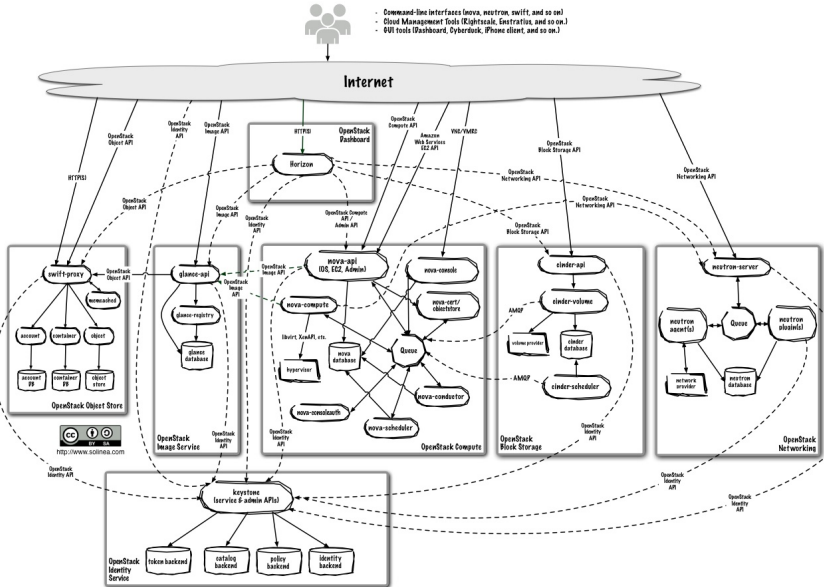 - Command-line interfaces (nova, neutron, swift, and so on)
- Cloud Management Tools (Rightscale, Enstratius, and so on.)
- GUI tools (Dashboard, Cyberduck, iPhone client, and so on.)
Internet
HTTP(S)
OpenStack
Object API
OpenStack
Identity
API
OpenStack
Image API
HTTP(S)
OpenStack
Dashboard
Horizon
OpenStack
Compute API
Amazon
Web Services
EC2 API
VNC/VMRC
OpenStack
Block Storage API
OpenStack
Networking API
OpenStack
Networking API
OpenStack
Object API
OpenStack
Image API
OpenStack
Identity
API
OpenStack Compute
API /
Admin API
OpenStack
Block Storage API
OpenStack
Networking API
swift-proxy
memcached
account
container
object
account
DB
container
DB
object
store
OpenStack Object Store
OpenStack
Object API
glance-api
glance-registry
glance
database
OpenStack
Image Service
OpenStack
Image API
OpenStack
Image
API
nova-api
(OS, EC2, Admin)
nova-console
nova-compute
nova-cert/
objectstore
libvirt, XenAPI, etc.
hypervisor
nova
database
Queue
nova-conductor
nova-consoleauth
nova-scheduler
OpenStack Compute
AMQP
AMQP
cinder-api
cinder-volume
volume provider
cinder
database
cinder-scheduler
OpenStack
Block Storage
neutron-server
neutron
agent(s)
Queue
neutron
plugin(s)
network
provider
neutron
database
OpenStack
Networking
CC BY SA
http://www.solinea.com
OpenStack
Identity API
OpenStack
Identity
API
OpenStack
Identity
API
OpenStack
Identity
API
OpenStack
Identity
API
OpenStack
Identity
API
keystone
(service & admin APIs)
token backend
catalog
backend
policy
backend
identity
backend
OpenStack
Identity
Service